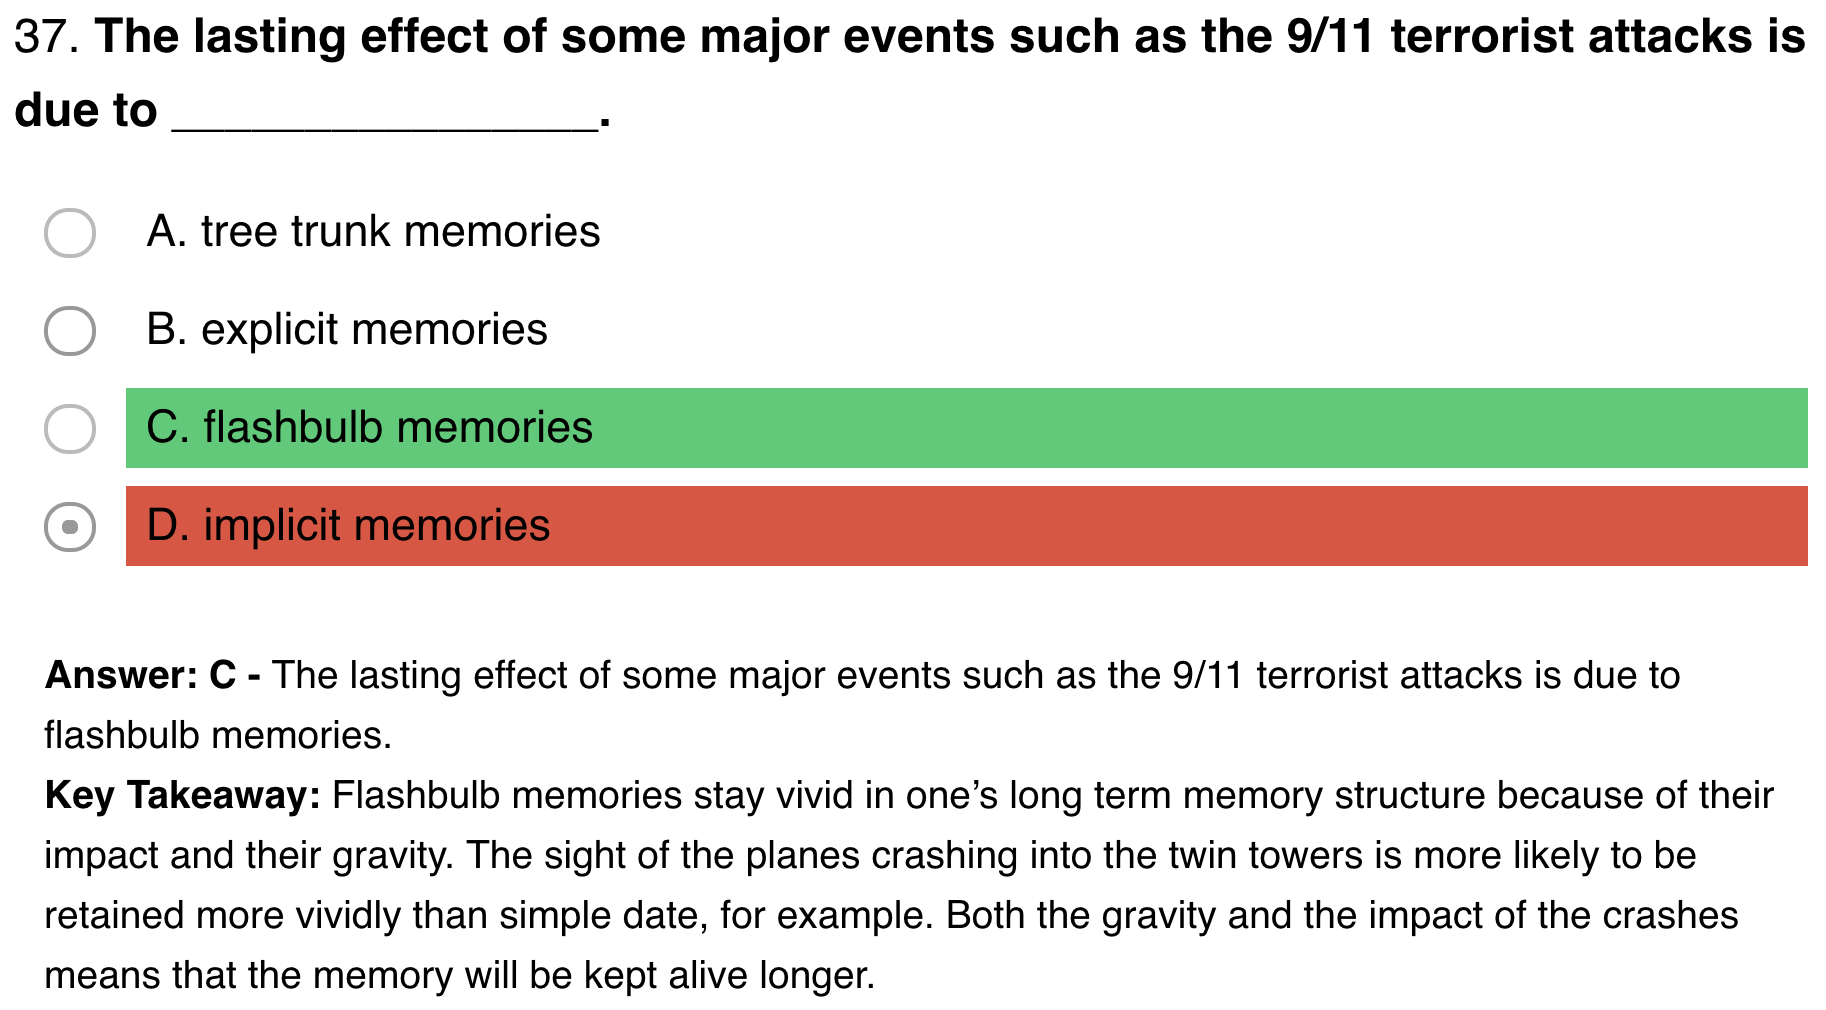 37. The lasting effect of some major events such as the 9/11 terrorist attacks is
due to ________________.
A. tree trunk memories
B. explicit memories
C. flashbulb memories
D. implicit memories
Answer: C - The lasting effect of some major events such as the 9/11 terrorist attacks is due to
flashbulb memories.
Key Takeaway: Flashbulb memories stay vivid in one’s long term memory structure because of their
impact and their gravity. The sight of the planes crashing into the twin towers is more likely to be
retained more vividly than simple date, for example. Both the gravity and the impact of the crashes
means that the memory will be kept alive longer.